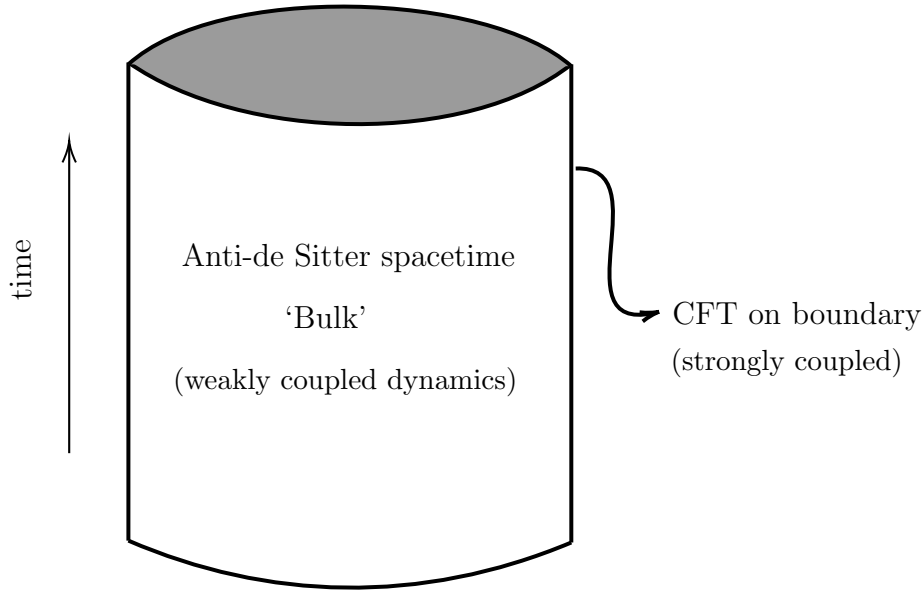 time
Anti-de Sitter spacetime
‘Bulk’
(weakly coupled dynamics)
CFT on boundary
(strongly coupled)